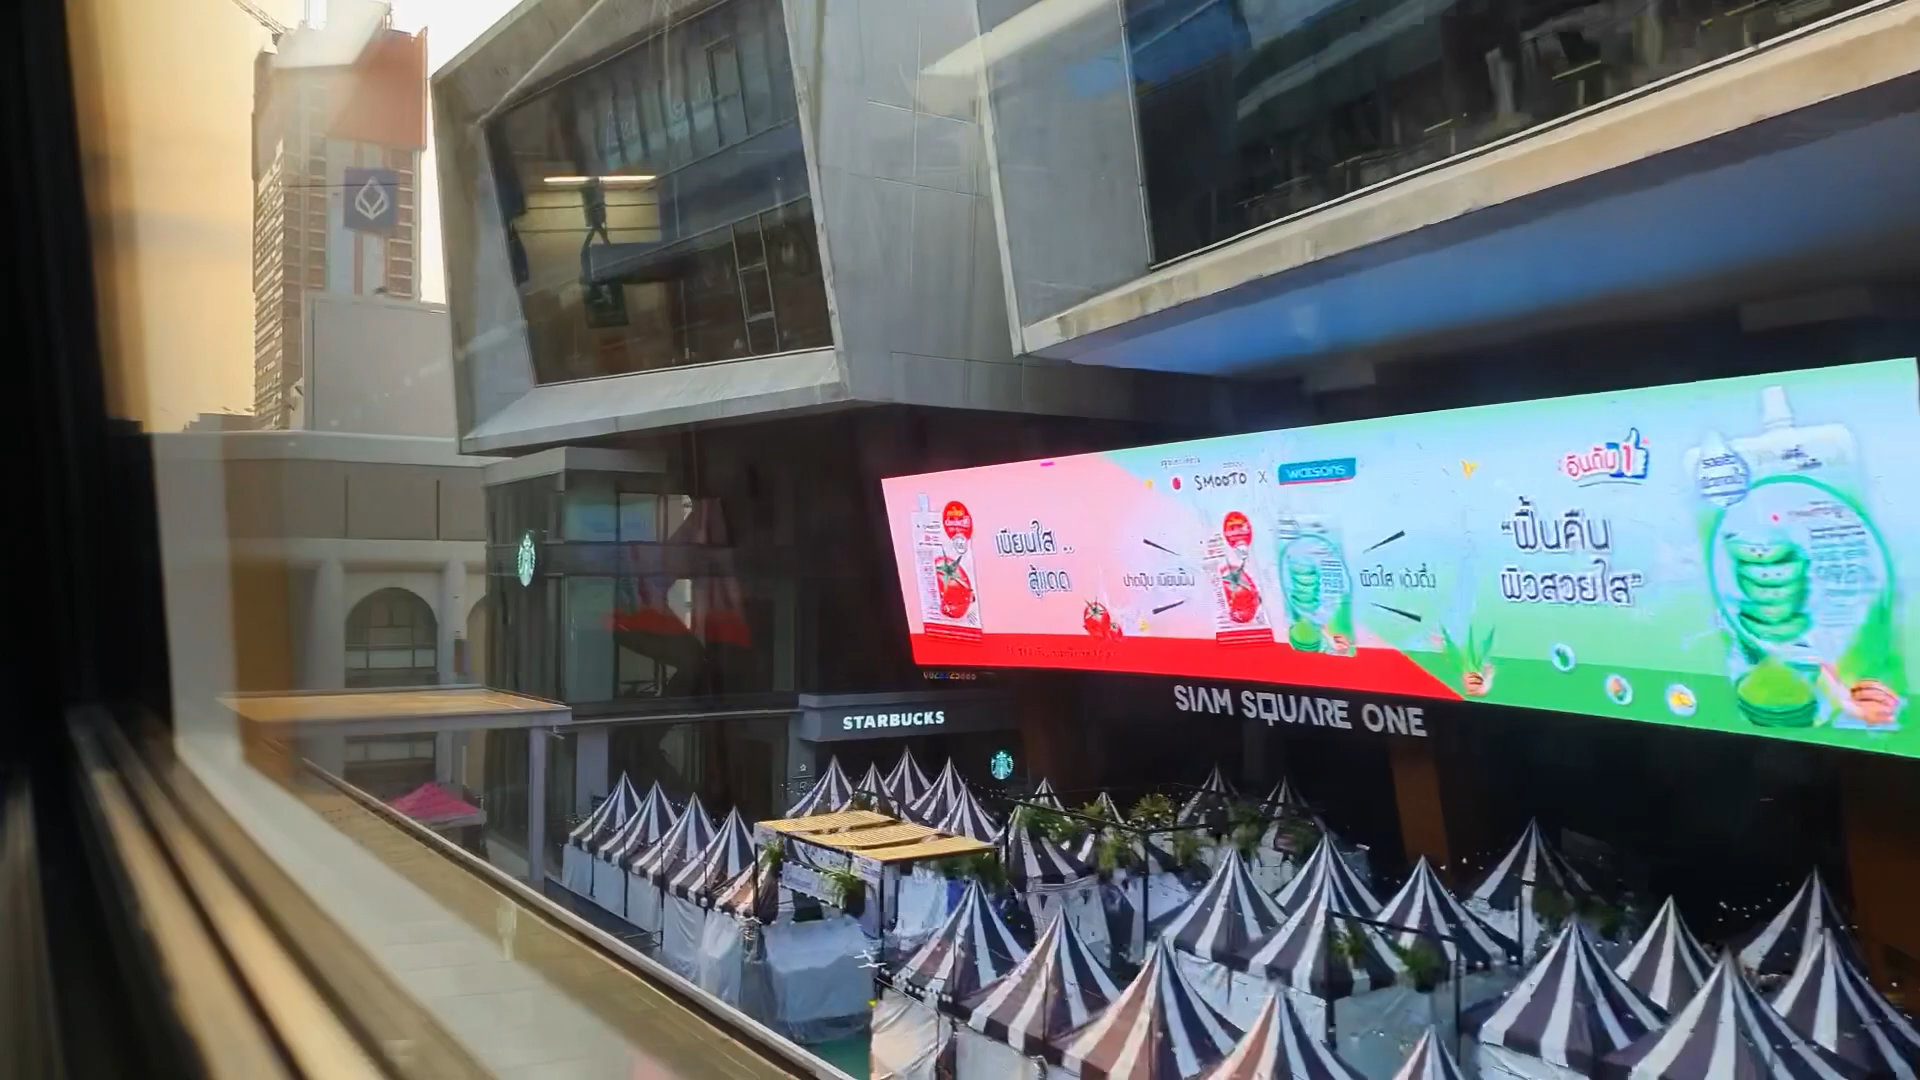 SMOOTO X watsons
อันดับ 1
เนียนใส ..
สู้แดด
ผิวใส เด้งดึ๋ง
“ฟื้นคืน
ผิวสวยใส”
STARBUCKS
SIAM SQUARE ONE